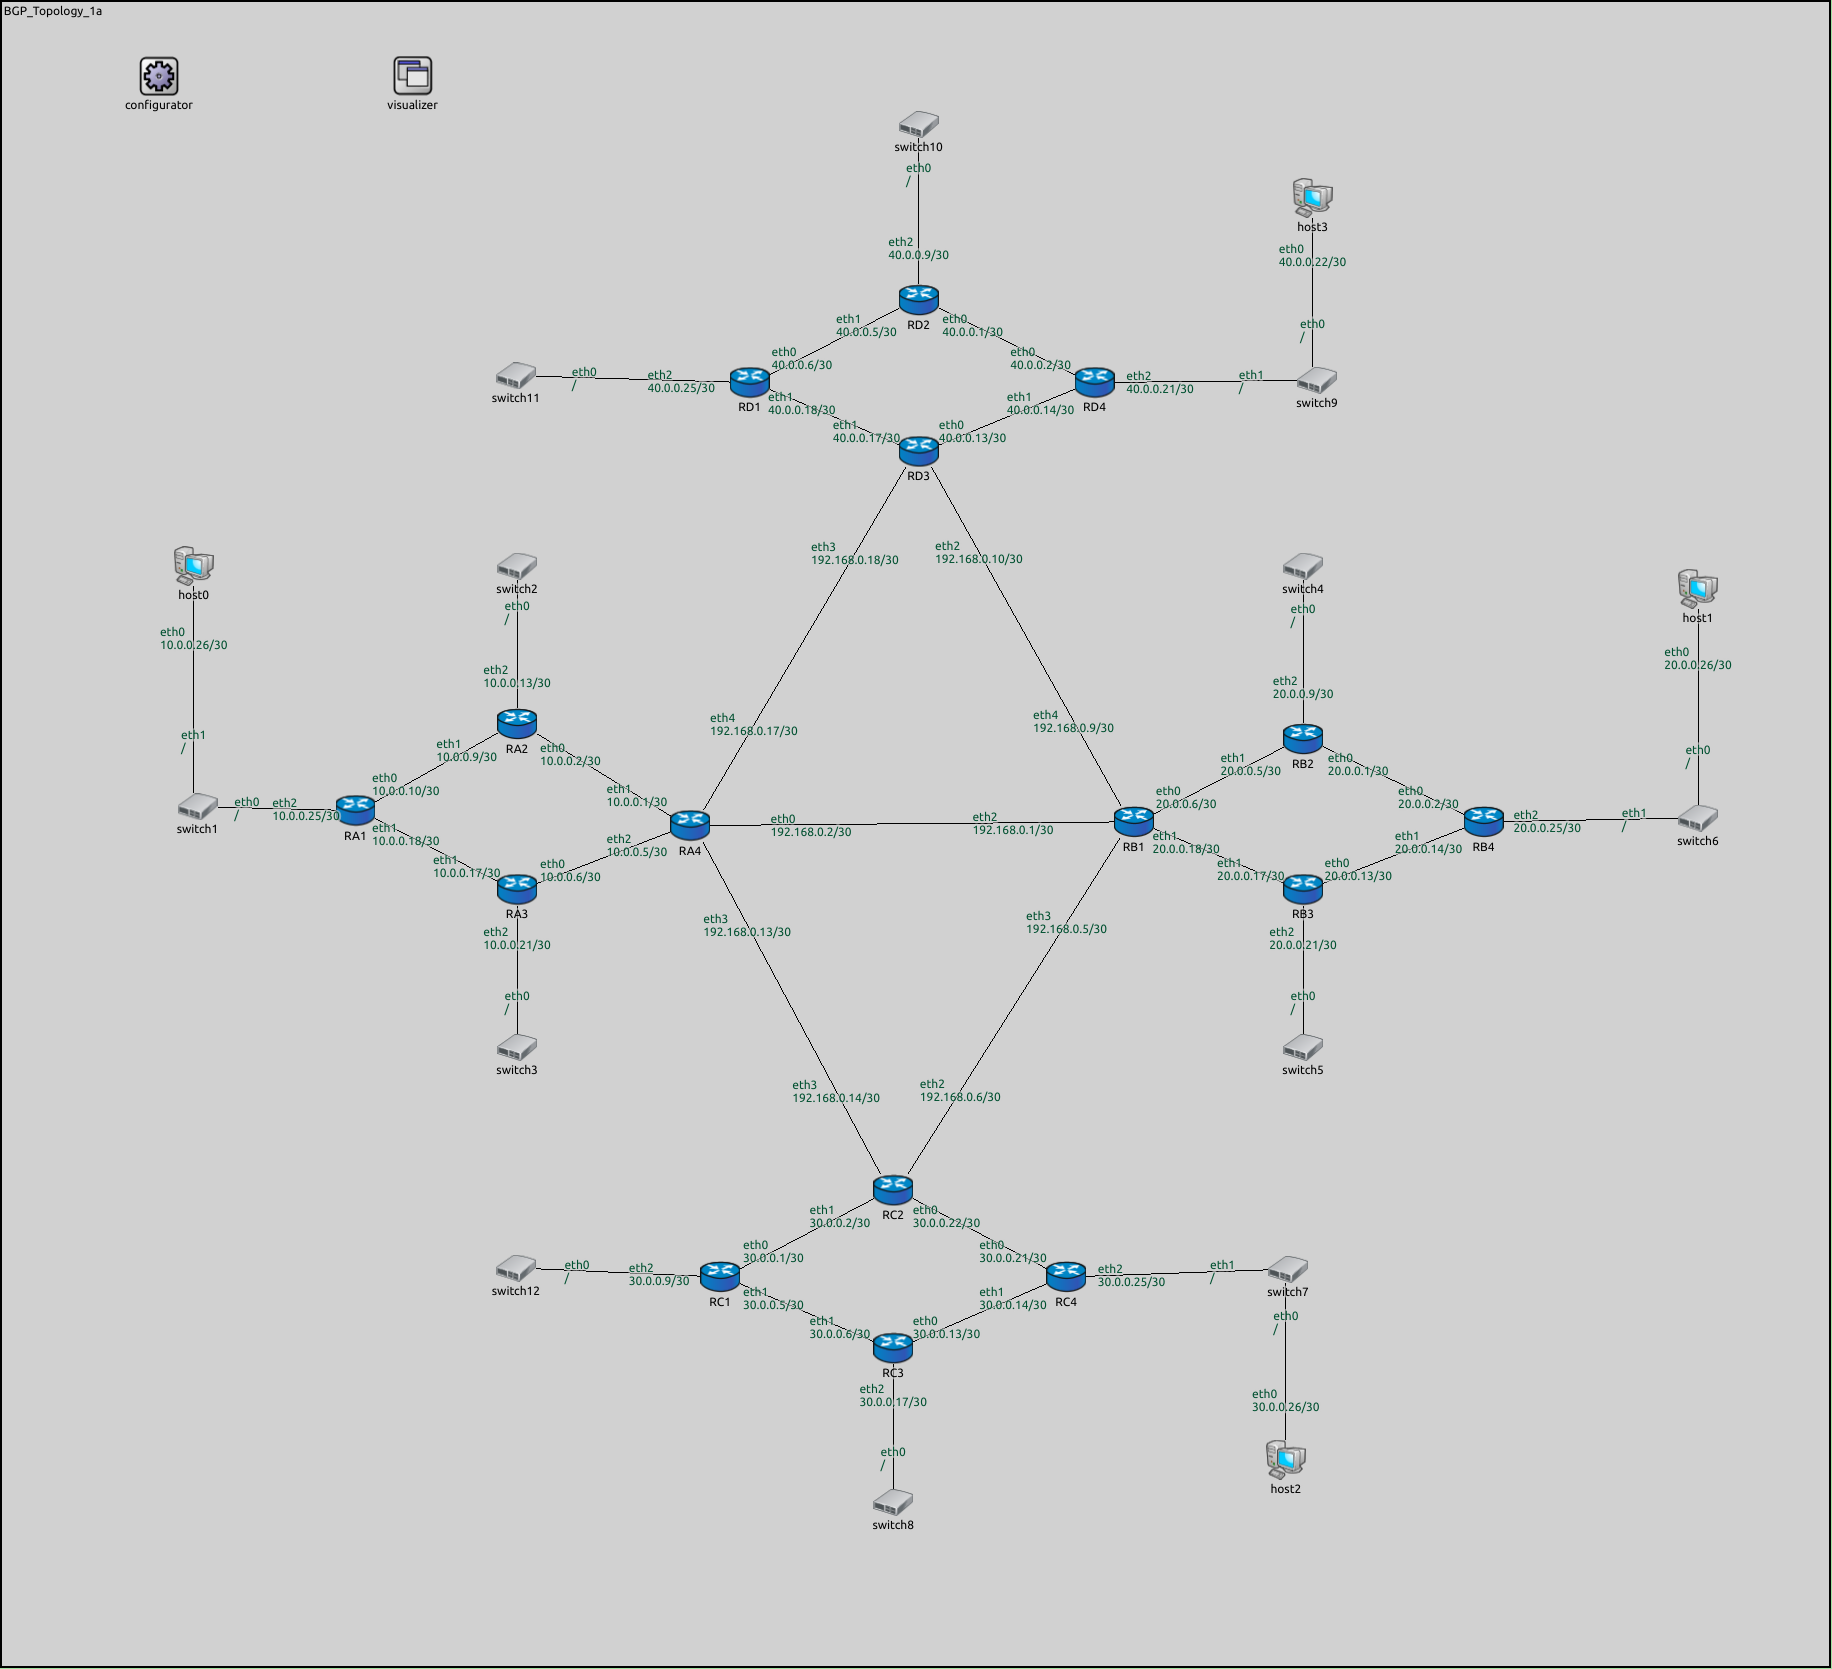 BGP_Topology_1a
configurator
visualizer
switch10
eth0
/
eth2
40.0.0.9/30
RD2
host3
eth0
40.0.0.22/30
eth0
/
eth1
40.0.0.5/30
eth0
40.0.0.1/30
eth0
40.0.0.6/30
eth0
40.0.0.2/30
switch11
eth0
/
eth2
40.0.0.25/30
RD1
RD4
eth2
40.0.0.21/30
eth1
/
switch9
eth1
40.0.0.18/30
eth1
40.0.0.14/30
eth1
40.0.0.17/30
eth0
40.0.0.13/30
RD3
eth3
192.168.0.18/30
eth2
192.168.0.10/30
eth4
192.168.0.17/30
eth4
192.168.0.9/30
host0
eth0
10.0.0.26/30
eth1
/
switch1
eth0
/
eth2
10.0.0.25/30
RA1
switch2
eth0
/
eth2
10.0.0.13/30
RA2
eth1
10.0.0.9/30
eth0
10.0.0.2/30
eth0
10.0.0.10/30
eth1
10.0.0.1/30
eth1
10.0.0.18/30
eth2
10.0.0.5/30
eth1
10.0.0.17/30
eth0
10.0.0.6/30
RA3
RA4
eth2
10.0.0.21/30
eth0
/
switch3
eth0
192.168.0.2/30
eth2
192.168.0.1/30
RB1
switch4
eth0
/
eth2
20.0.0.9/30
RB2
eth1
20.0.0.5/30
eth0
20.0.0.1/30
eth0
20.0.0.6/30
eth0
20.0.0.2/30
eth1
20.0.0.18/30
eth1
20.0.0.14/30
eth1
20.0.0.17/30
eth0
20.0.0.13/30
RB3
RB4
eth2
20.0.0.25/30
eth1
/
switch6
host1
eth0
20.0.0.26/30
eth0
/
eth2
20.0.0.21/30
eth0
/
switch5
eth3
192.168.0.13/30
eth3
192.168.0.5/30
eth3
192.168.0.14/30
eth2
192.168.0.6/30
RC2
eth1
30.0.0.2/30
eth0
30.0.0.22/30
eth0
30.0.0.1/30
eth0
30.0.0.21/30
switch12
eth0
/
eth2
30.0.0.9/30
RC1
RC4
eth2
30.0.0.25/30
eth1
/
switch7
eth1
30.0.0.5/30
eth1
30.0.0.14/30
eth1
30.0.0.6/30
eth0
30.0.0.13/30
RC3
eth0
/
eth2
30.0.0.17/30
eth0
30.0.0.26/30
eth0
/
host2
switch8